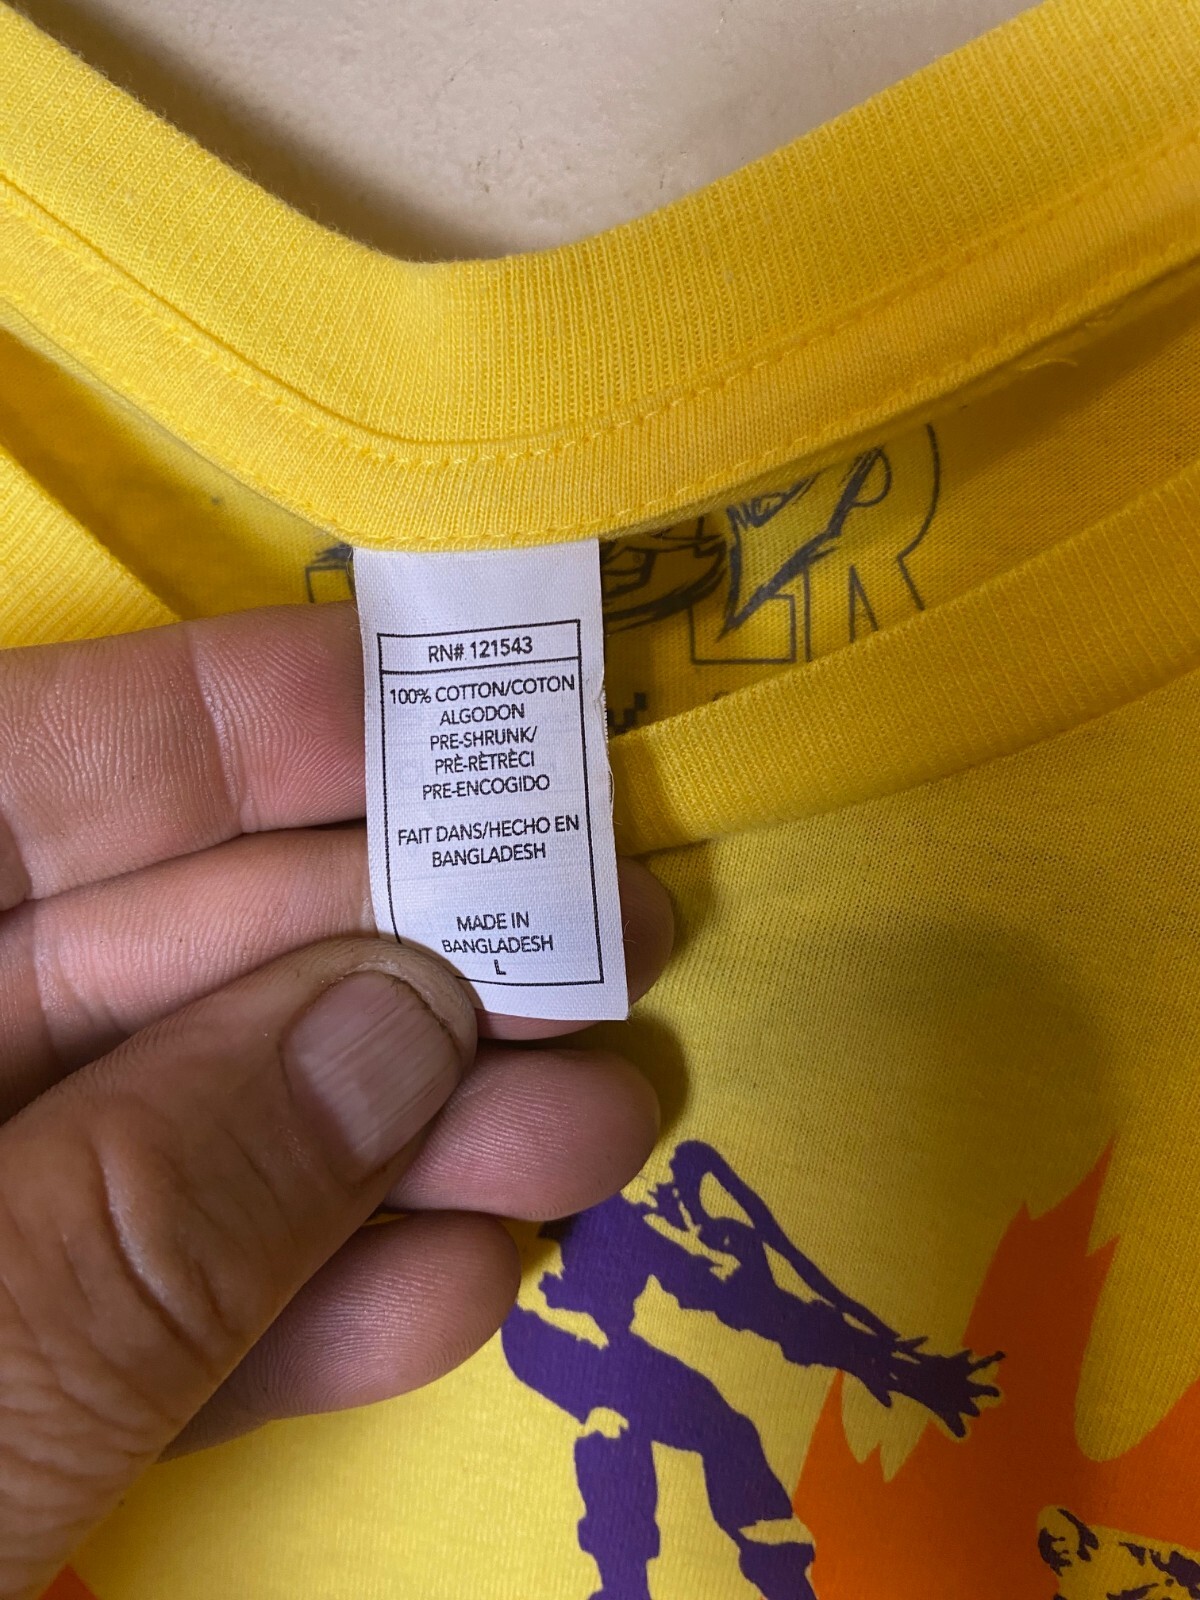 RN# 121543
100% COTTON/COTON
ALGODON
PRE-SHRUNK/
PRÈ-RÈTRÈCI
PRE-ENCOGIDO
FAIT DANS/HECHO EN
BANGLADESH
MADE IN
BANGLADESH
L